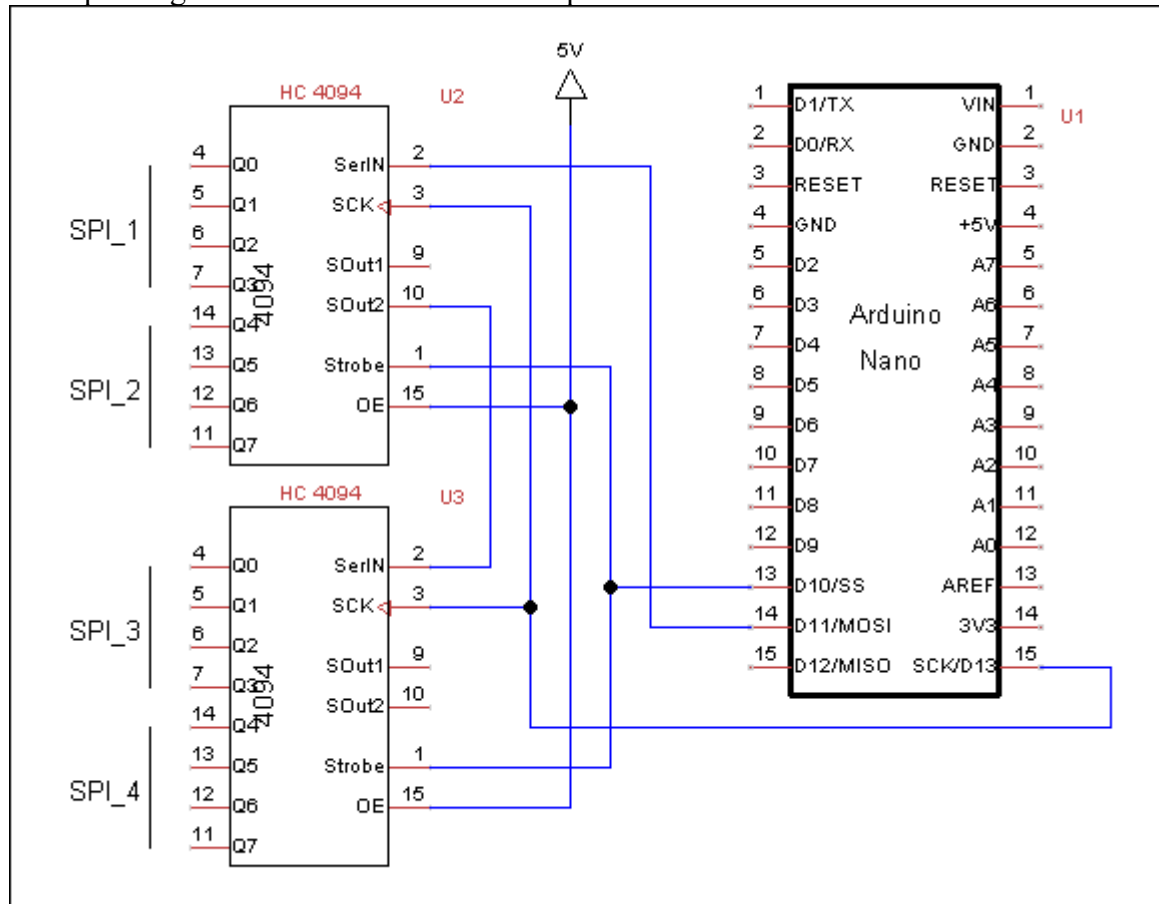 5V
HC 4094 U2
4 Q0 SerIN 2
5 Q1 SCK 3
6 Q2
SOut1 9
7 Q3
SOut2 10
14 Q4
13 Q5 Strobe 1
12 Q6 OE 15
11 Q7
4094
SPI_1
SPI_2
HC 4094 U3
4 Q0 SerIN 2
5 Q1 SCK 3
6 Q2
SOut1 9
7 Q3
SOut2 10
14 Q4
13 Q5 Strobe 1
12 Q6 OE 15
11 Q7
4094
SPI_3
SPI_4
U1
Arduino
Nano
1 D1/TX VIN 1
2 D0/RX GND 2
3 RESET RESET 3
4 GND +5V 4
5 D2 A7 5
6 D3 A6 6
7 D4 A5 7
8 D5 A4 8
9 D6 A3 9
10 D7 A2 10
11 D8 A1 11
12 D9 A0 12
13 D10/SS AREF 13
14 D11/MOSI 3V3 14
15 D12/MISO SCK/D13 15